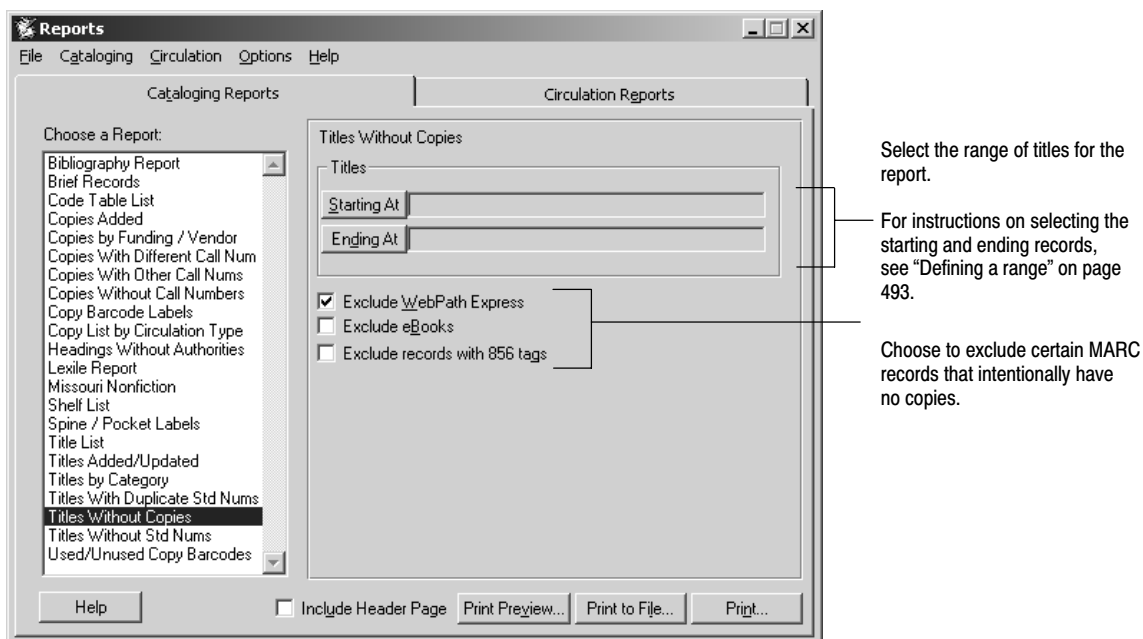 Reports
File Cataloging Circulation Options Help
Cataloging Reports
Circulation Reports
Choose a Report:
Bibliography Report
Brief Records
Code Table List
Copies Added
Copies by Funding / Vendor
Copies With Different Call Num
Copies With Other Call Nums
Copies Without Call Numbers
Copy Barcode Labels
Copy List by Circulation Type
Headings Without Authorities
Lexile Report
Missouri Nonfiction
Shelf List
Spine / Pocket Labels
Title List
Titles Added/Updated
Titles by Category
Titles With Duplicate Std Nums
Titles Without Copies
Titles Without Std Nums
Used/Unused Copy Barcodes
Titles Without Copies
Titles
Starting At
Ending At
Exclude WebPath Express
Exclude eBooks
Exclude records with 856 tags
Help
Include Header Page
Print Preview...
Print to File...
Print...
Select the range of titles for the
report.
For instructions on selecting the
starting and ending records,
see “Defining a range” on page
493.
Choose to exclude certain MARC
records that intentionally have
no copies.